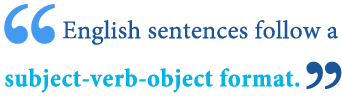 “ English sentences follow a
subject-verb-object format. ”